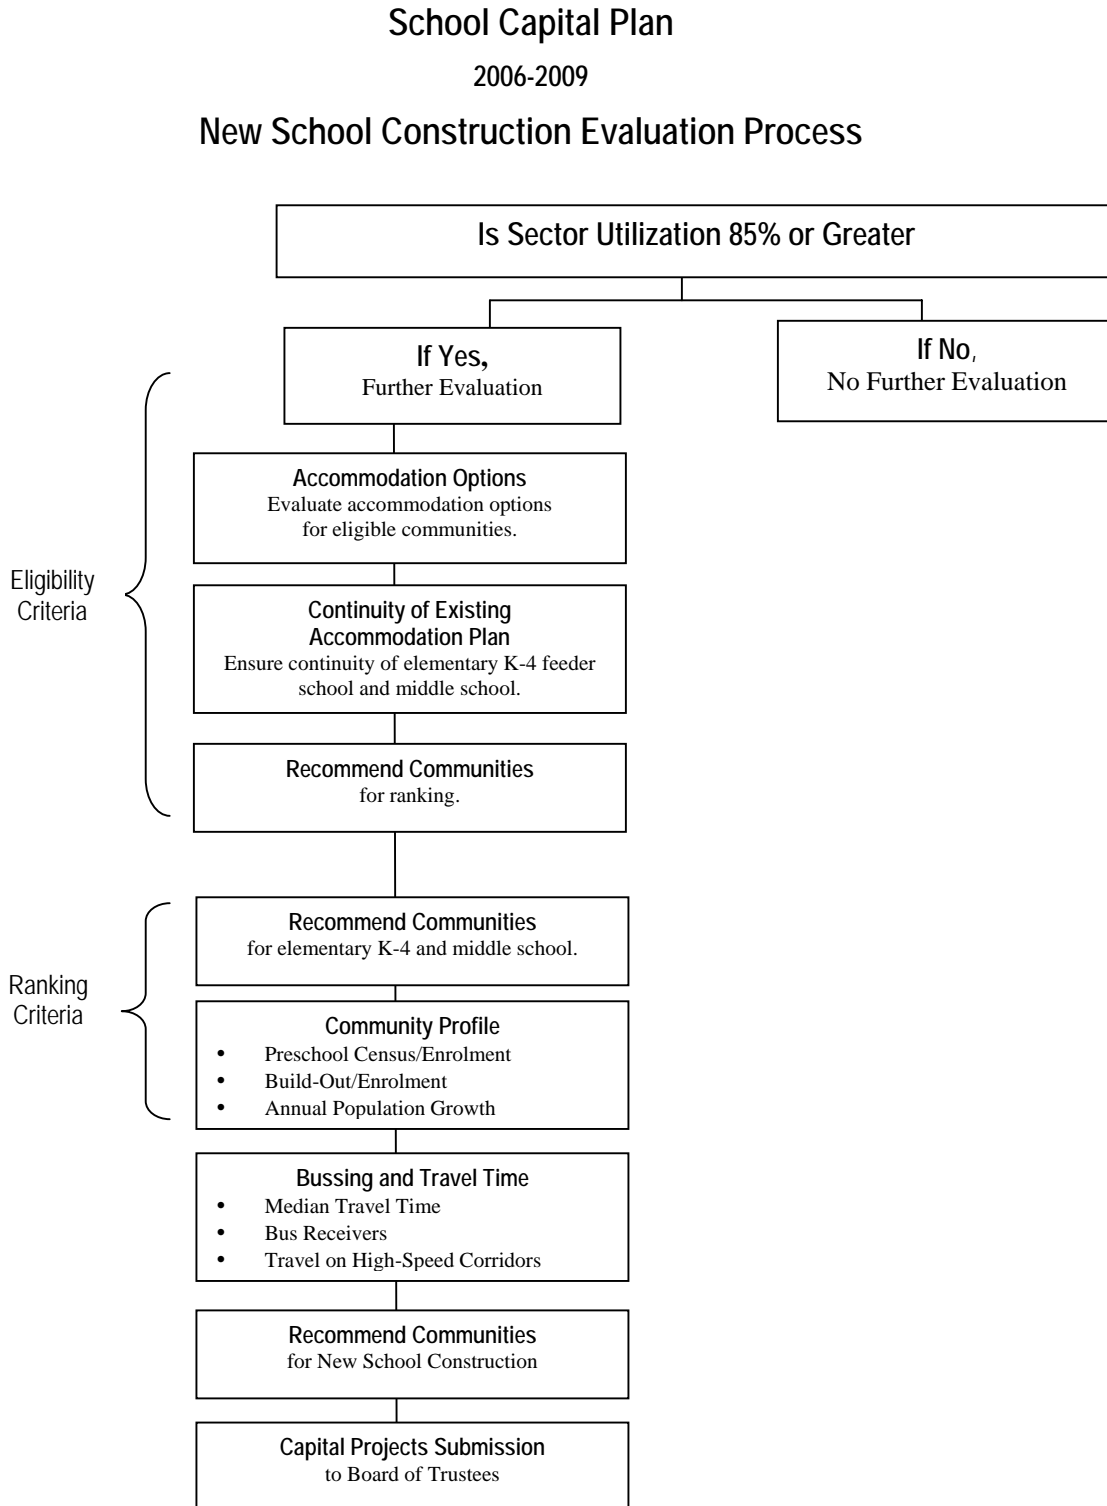 School Capital Plan
2006-2009
New School Construction Evaluation Process
Is Sector Utilization 85% or Greater
If Yes,
Further Evaluation
If No,
No Further Evaluation
Accommodation Options
Evaluate accommodation options
for eligible communities.
Eligibility
Criteria
Continuity of Existing
Accommodation Plan
Ensure continuity of elementary K-4 feeder
school and middle school.
Recommend Communities
for ranking.
Recommend Communities
for elementary K-4 and middle school.
Ranking
Criteria
Community Profile
• Preschool Census/Enrolment
• Build-Out/Enrolment
• Annual Population Growth
Bussing and Travel Time
• Median Travel Time
• Bus Receivers
• Travel on High-Speed Corridors
Recommend Communities
for New School Construction
Capital Projects Submission
to Board of Trustees